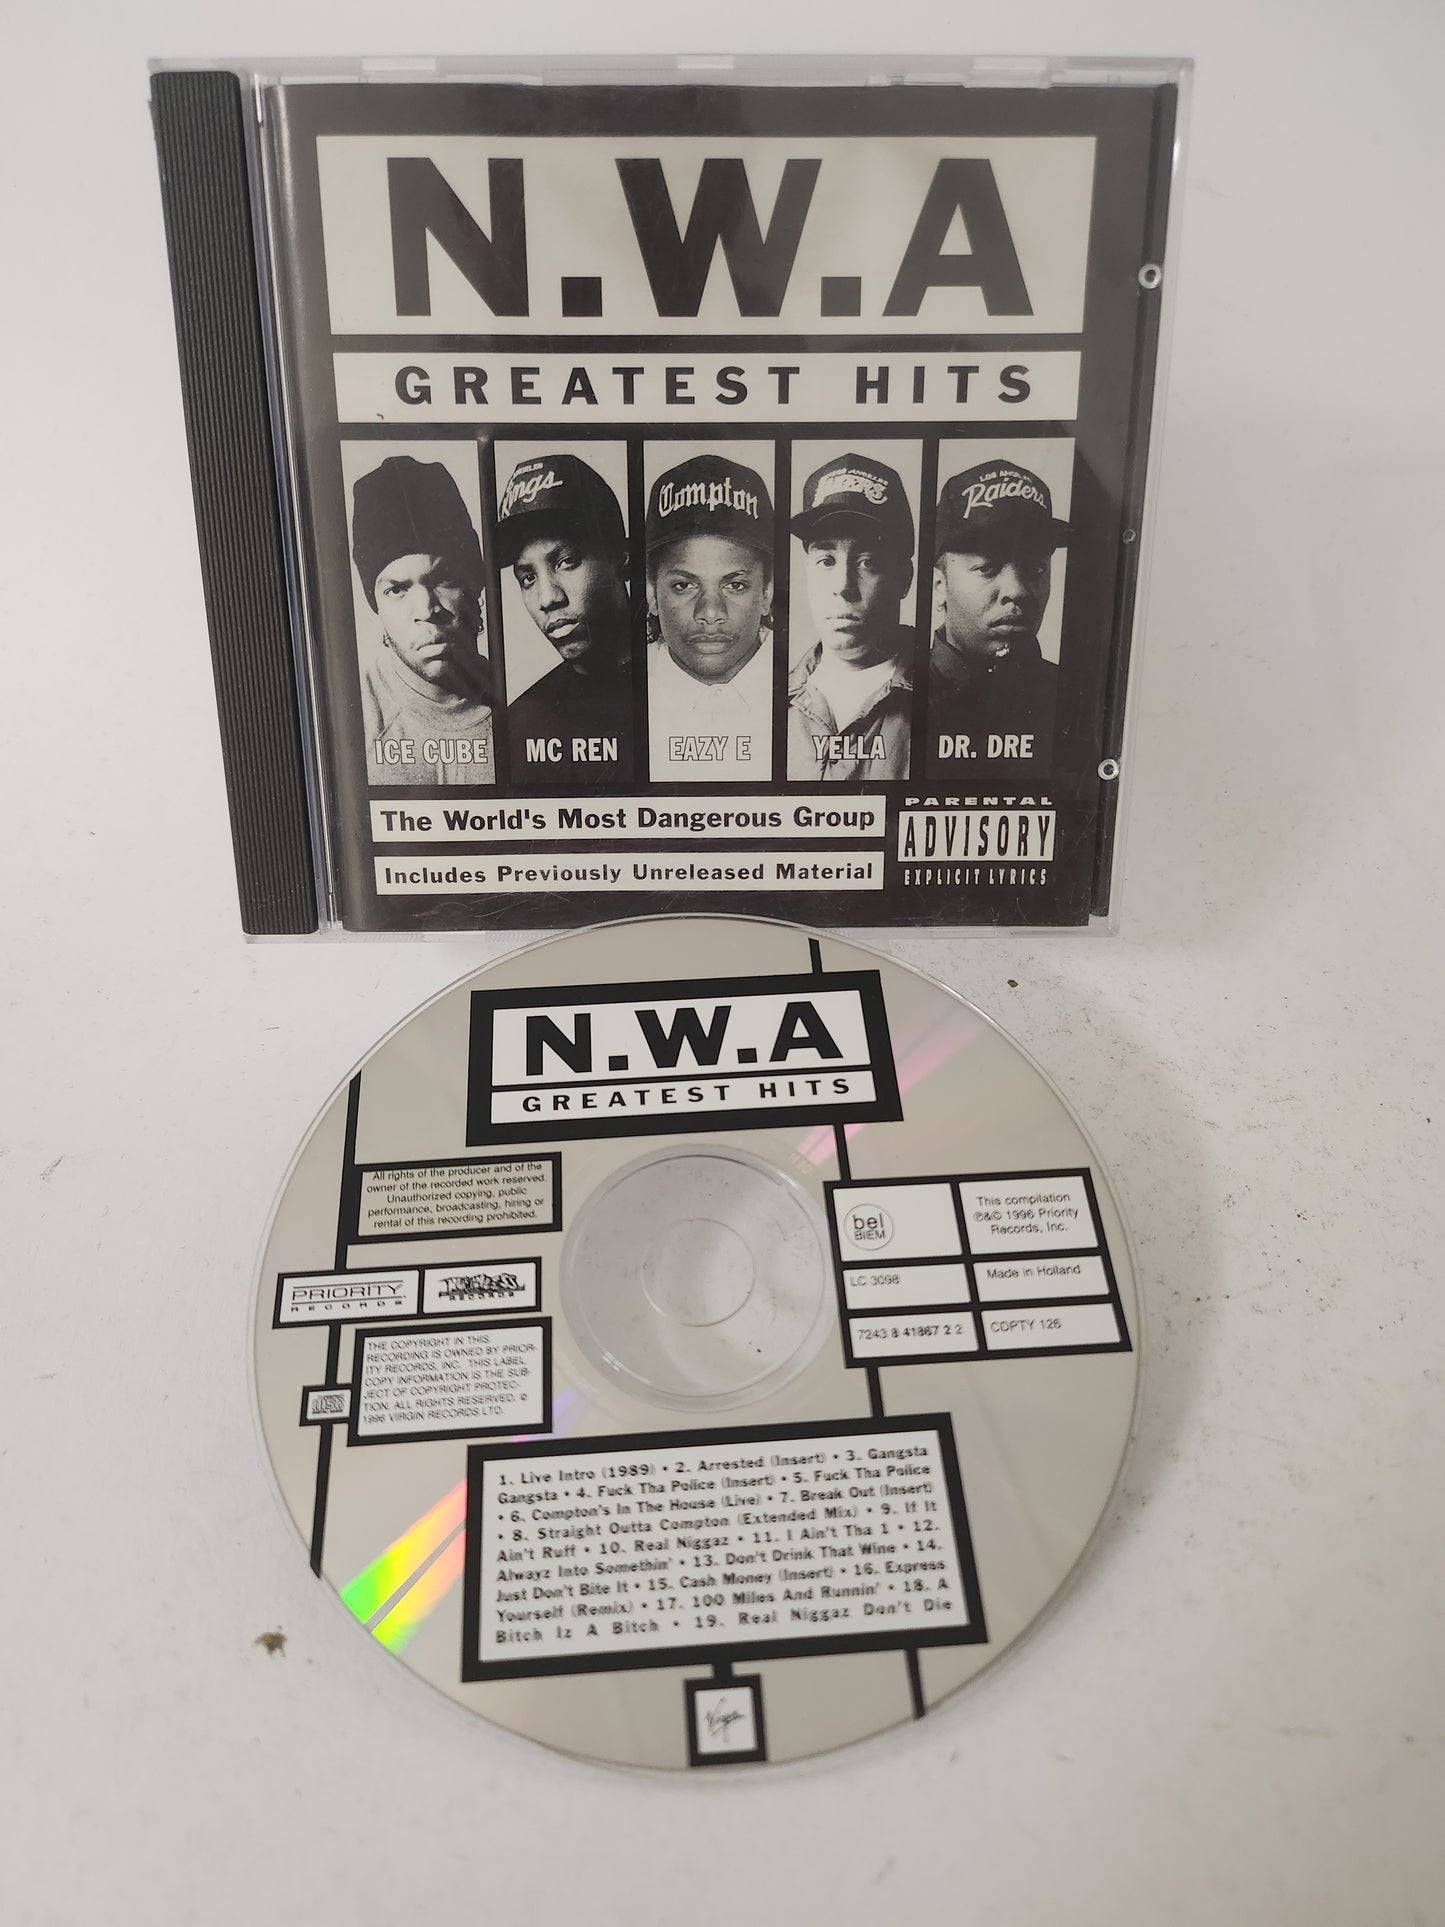 N.W.A
GREATEST HITS
Kings
Compton
LOS ANGELES
Raiders
ICE CUBE
MC REN
EAZY E
YELLA
DR. DRE
The World's Most Dangerous Group
Includes Previously Unreleased Material
PARENTAL
ADVISORY
EXPLICIT LYRICS
N.W.A
GREATEST HITS
All rights of the producer and of the
owner of the recorded work reserved.
Unauthorized copying, public
performance, broadcasting, hiring or
rental of this recording prohibited.
PRIORITY
RECORDS
RUTHLESS
RECORDS
THE COPYRIGHT IN THIS
RECORDING IS OWNED BY PRIOR-
ITY RECORDS, INC. THIS LABEL
COPY INFORMATION IS THE SUB-
JECT OF COPYRIGHT PROTEC-
TION. ALL RIGHTS RESERVED. ©
1996 VIRGIN RECORDS LTD.
bel
BIEM
This compilation
℗&© 1996 Priority
Records, Inc.
LC 3098
Made in Holland
7243 8 41867 2 2
CDPTY 126
1. Live Intro (1989) • 2. Arrested (Insert) • 3. Gangsta
Gangsta • 4. Fuck Tha Police (Insert) • 5. Fuck Tha Police
• 6. Compton's In The House (Live) • 7. Break Out (Insert)
• 8. Straight Outta Compton (Extended Mix) • 9. If It
Ain't Ruff • 10. Real Niggaz • 11. I Ain't Tha 1 • 12.
Alwayz Into Somethin' • 13. Don't Drink That Wine • 14.
Just Don't Bite It • 15. Cash Money (Insert) • 16. Express
Yourself (Remix) • 17. 100 Miles And Runnin' • 18. A
Bitch Iz A Bitch • 19. Real Niggaz Don't Die
Virgin